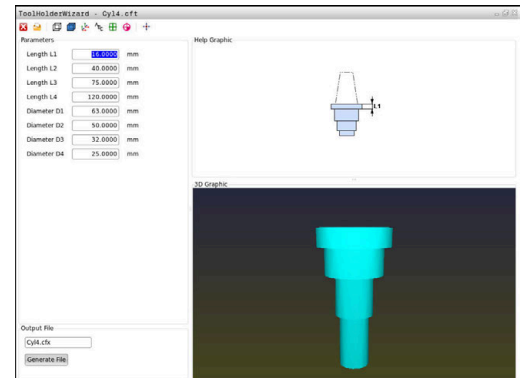 ToolHolderWizard - Cyl4.cft
Parameters
Length L1 16.0000 mm
Length L2 40.0000 mm
Length L3 75.0000 mm
Length L4 120.0000 mm
Diameter D1 63.0000 mm
Diameter D2 50.0000 mm
Diameter D3 32.0000 mm
Diameter D4 25.0000 mm
Output File
Cyl4.cfx
Generate File
Help Graphic
L1
3D Graphic